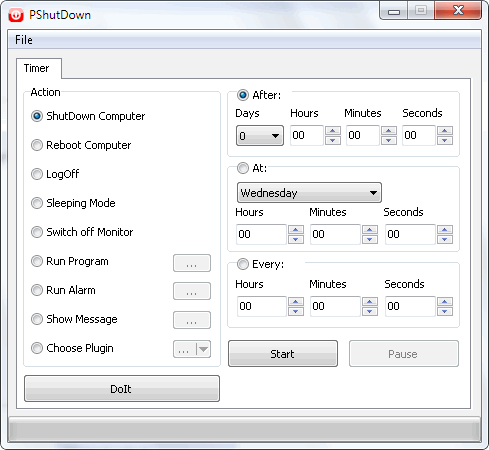 PShutDown
File
Timer
Action
ShutDown Computer
Reboot Computer
LogOff
Sleeping Mode
Switch off Monitor
Run Program ...
Run Alarm ...
Show Message ...
Choose Plugin ...
DoIt
After:
Days Hours Minutes Seconds
0 00 00 00
At:
Wednesday
Hours Minutes Seconds
00 00 00
Every:
Hours Minutes Seconds
00 00 00
Start Pause